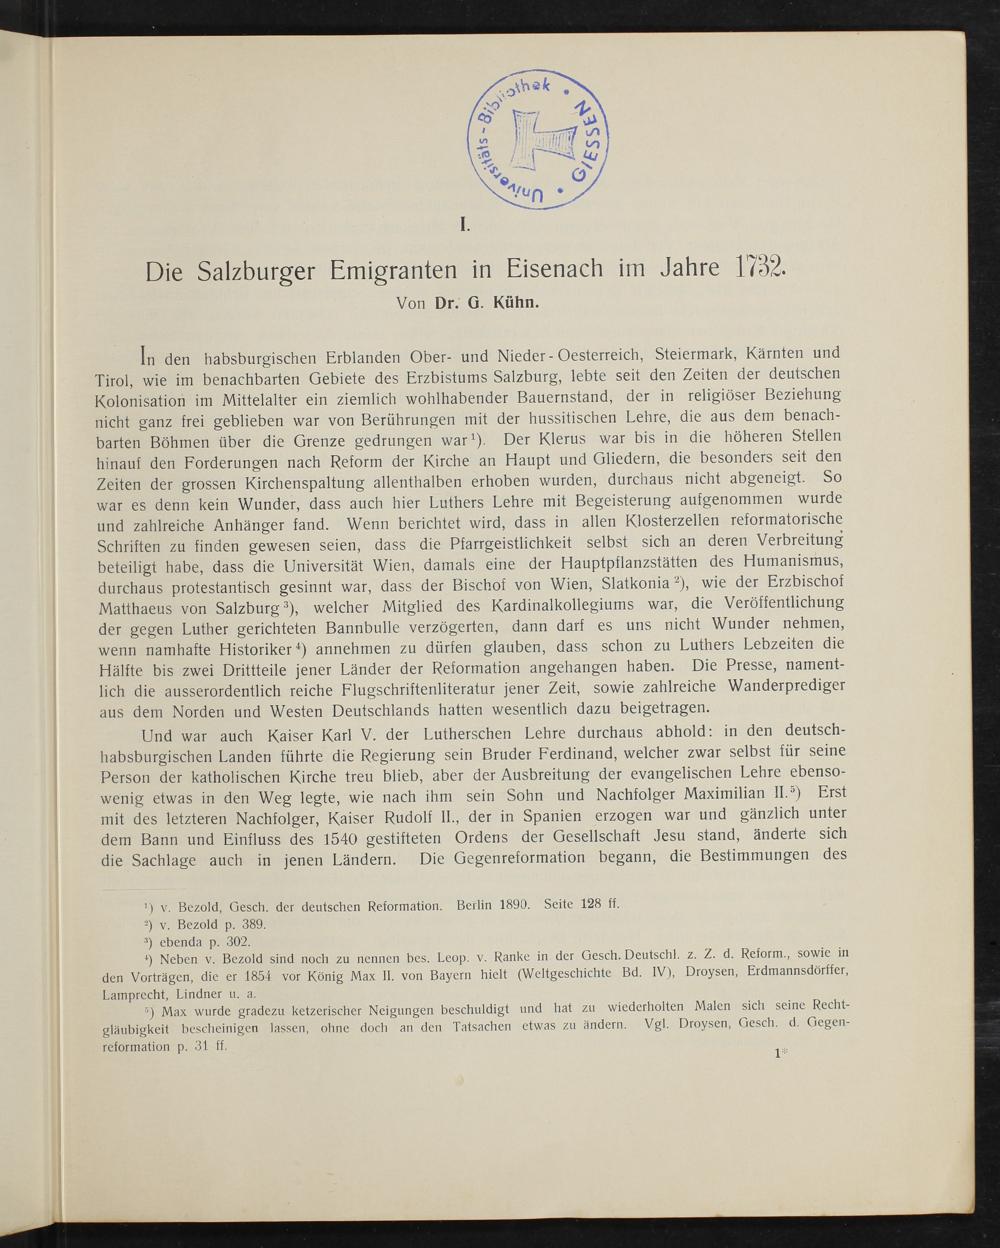 Universitäts-Bibliothek • GIESSEN •
I.
Die Salzburger Emigranten in Eisenach im Jahre 1732.
Von Dr. G. Kühn.
In den habsburgischen Erblanden Ober- und Nieder-Oesterreich, Steiermark, Kärnten und
Tirol, wie im benachbarten Gebiete des Erzbistums Salzburg, lebte seit den Zeiten der deutschen
Kolonisation im Mittelalter ein ziemlich wohlhabender Bauernstand, der in religiöser Beziehung
nicht ganz frei geblieben war von Berührungen mit der hussitischen Lehre, die aus dem benach-
barten Böhmen über die Grenze gedrungen war ¹). Der Klerus war bis in die höheren Stellen
hinauf den Forderungen nach Reform der Kirche an Haupt und Gliedern, die besonders seit den
Zeiten der grossen Kirchenspaltung allenthalben erhoben wurden, durchaus nicht abgeneigt. So
war es denn kein Wunder, dass auch hier Luthers Lehre mit Begeisterung aufgenommen wurde
und zahlreiche Anhänger fand. Wenn berichtet wird, dass in allen Klosterzellen reformatorische
Schriften zu finden gewesen seien, dass die Pfarrgeistlichkeit selbst sich an deren Verbreitung
beteiligt habe, dass die Universität Wien, damals eine der Hauptpflanzstätten des Humanismus,
durchaus protestantisch gesinnt war, dass der Bischof von Wien, Slatkonia ²), wie der Erzbischof
Matthaeus von Salzburg ³), welcher Mitglied des Kardinalkollegiums war, die Veröffentlichung
der gegen Luther gerichteten Bannbulle verzögerten, dann darf es uns nicht Wunder nehmen,
wenn namhafte Historiker ⁴) annehmen zu dürfen glauben, dass schon zu Luthers Lebzeiten die
Hälfte bis zwei Drittteile jener Länder der Reformation angehangen haben. Die Presse, nament-
lich die ausserordentlich reiche Flugschriftenliteratur jener Zeit, sowie zahlreiche Wanderprediger
aus dem Norden und Westen Deutschlands hatten wesentlich dazu beigetragen.
Und war auch Kaiser Karl V. der Lutherschen Lehre durchaus abhold: in den deutsch-
habsburgischen Landen führte die Regierung sein Bruder Ferdinand, welcher zwar selbst für seine
Person der katholischen Kirche treu blieb, aber der Ausbreitung der evangelischen Lehre ebenso-
wenig etwas in den Weg legte, wie nach ihm sein Sohn und Nachfolger Maximilian II.⁵) Erst
mit des letzteren Nachfolger, Kaiser Rudolf II., der in Spanien erzogen war und gänzlich unter
dem Bann und Einfluss des 1540 gestifteten Ordens der Gesellschaft Jesu stand, änderte sich
die Sachlage auch in jenen Ländern. Die Gegenreformation begann, die Bestimmungen des
¹) v. Bezold, Gesch. der deutschen Reformation. Berlin 1890. Seite 128 ff.
²) v. Bezold p. 389.
³) ebenda p. 302.
⁴) Neben v. Bezold sind noch zu nennen bes. Leop. v. Ranke in der Gesch. Deutschl. z. Z. d. Reform., sowie in
den Vorträgen, die er 1854 vor König Max II. von Bayern hielt (Weltgeschichte Bd. IV), Droysen, Erdmannsdörffer,
Lamprecht, Lindner u. a.
⁵) Max wurde gradezu ketzerischer Neigungen beschuldigt und hat zu wiederholten Malen sich seine Recht-
gläubigkeit bescheinigen lassen, ohne doch an den Tatsachen etwas zu ändern. Vgl. Droysen, Gesch. d. Gegen-
reformation p. 31 ff.
1*